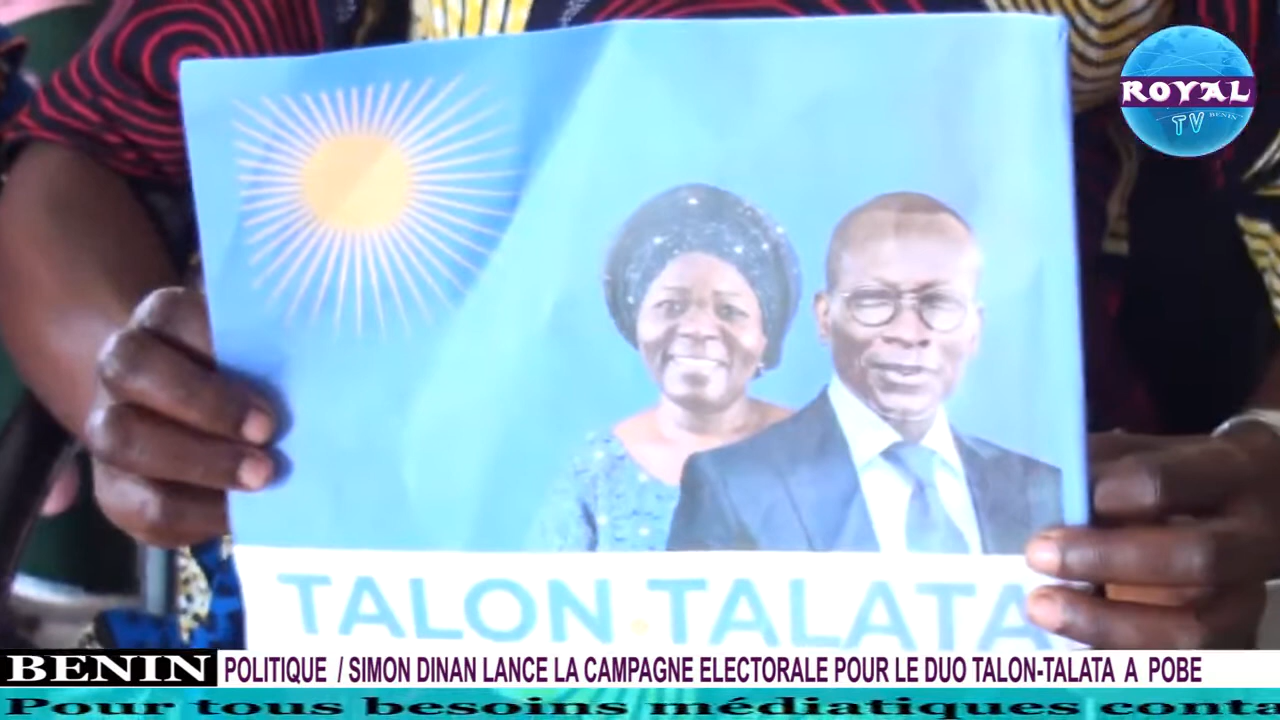 ROYAL
TV BENIN
TALON TALATA
BENIN POLITIQUE / SIMON DINAN LANCE LA CAMPAGNE ELECTORALE POUR LE DUO TALON-TALATA A POBE
Pour tous besoins médiatiques conta